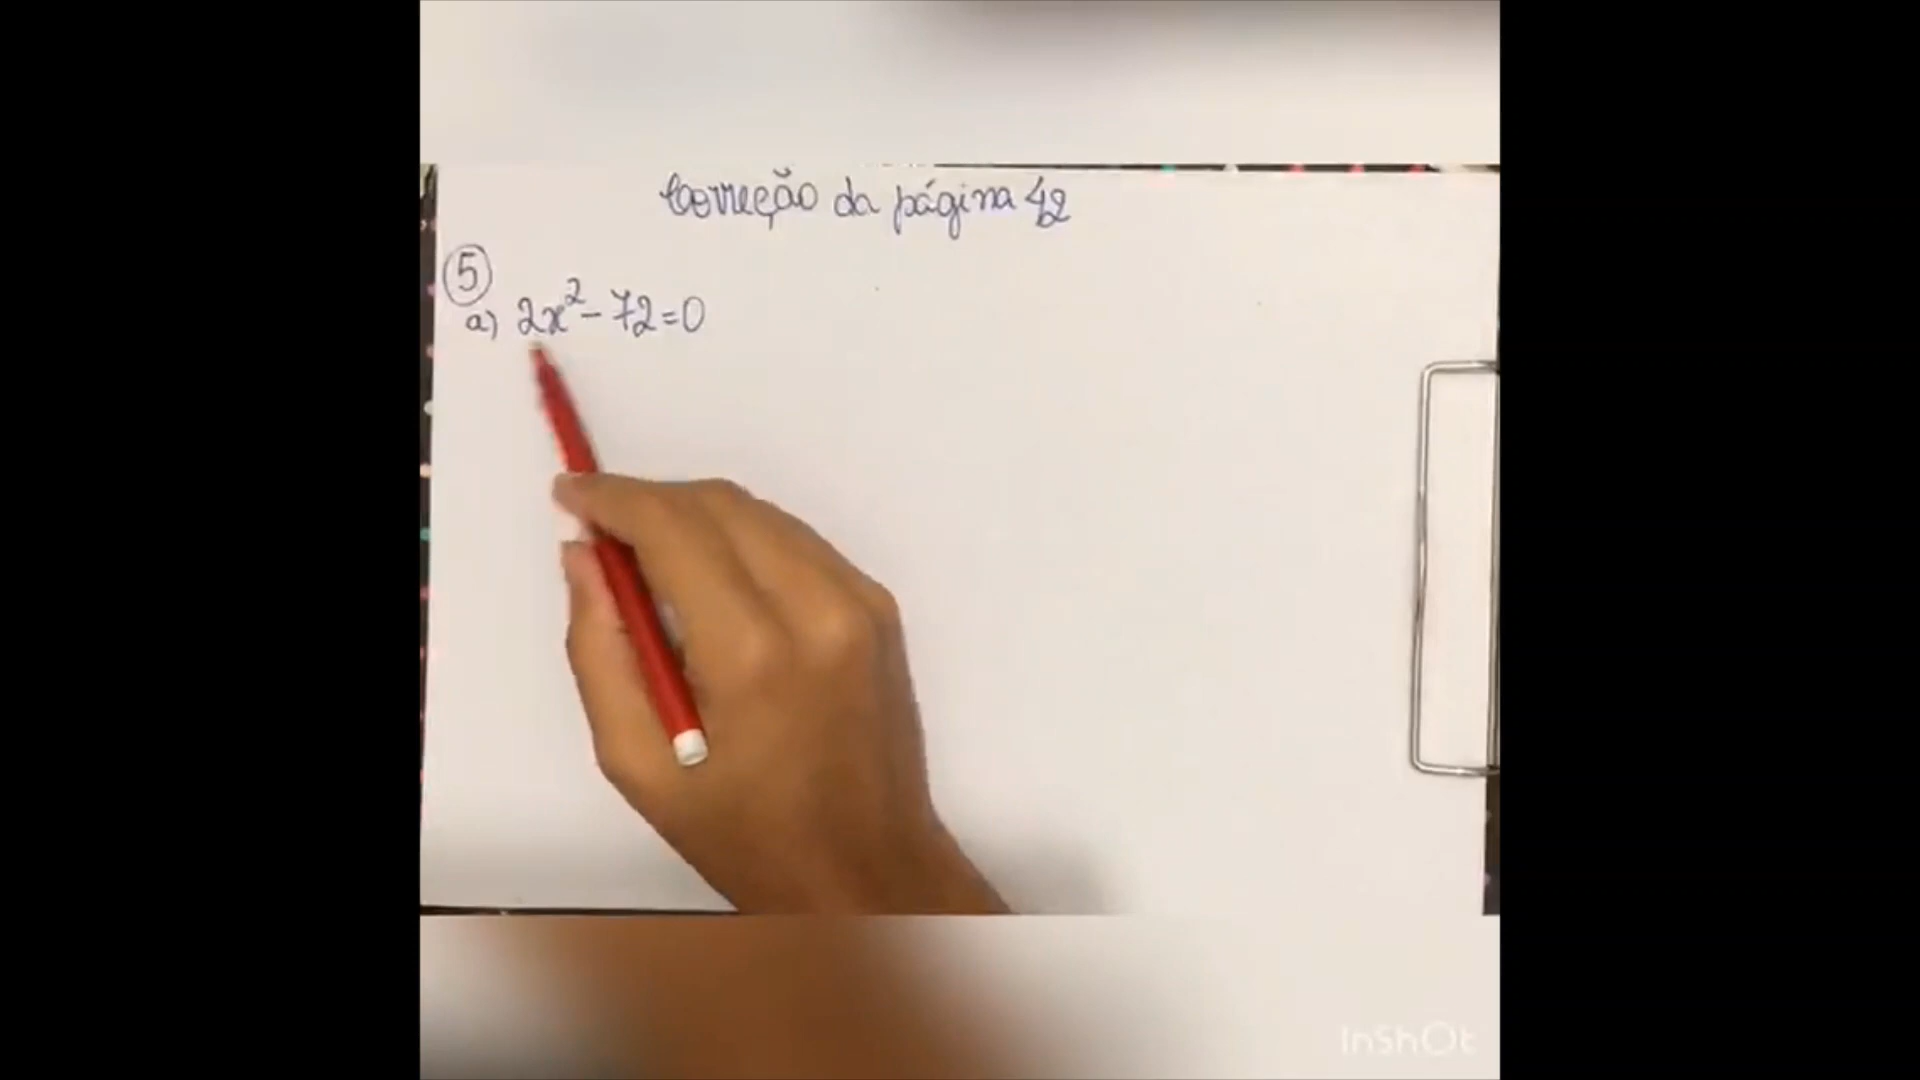 Correção da página 42
5
a) 2x² - 72 = 0
InShOt